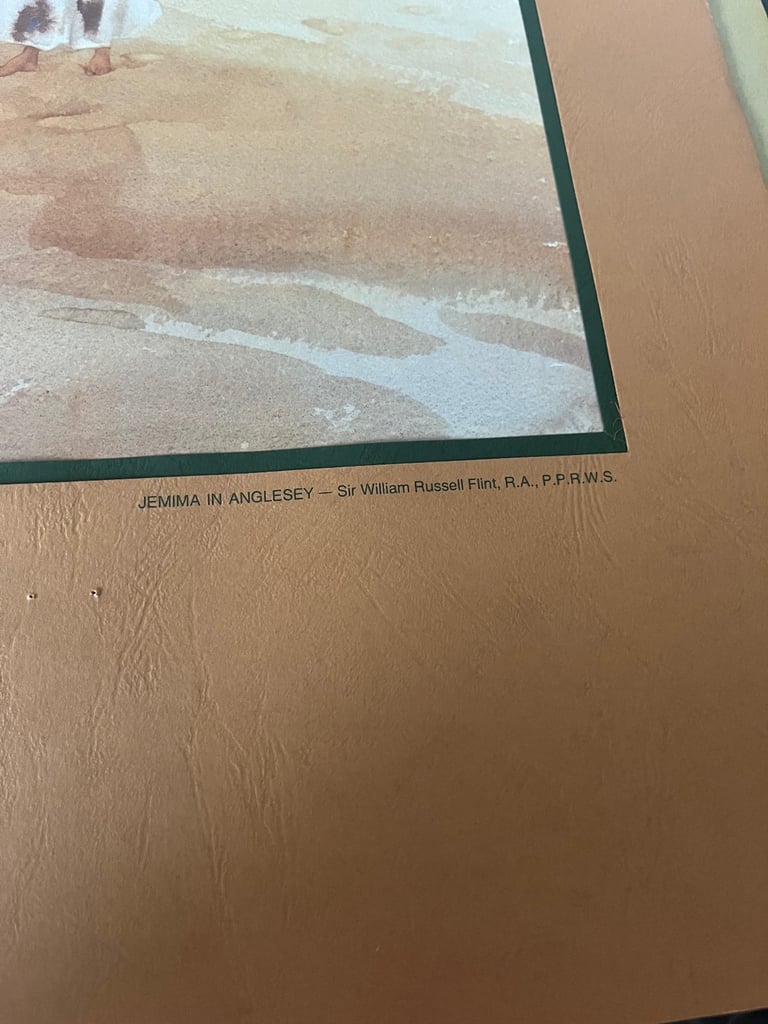 JEMIMA IN ANGLESEY — Sir William Russell Flint, R.A., P.P.R.W.S.